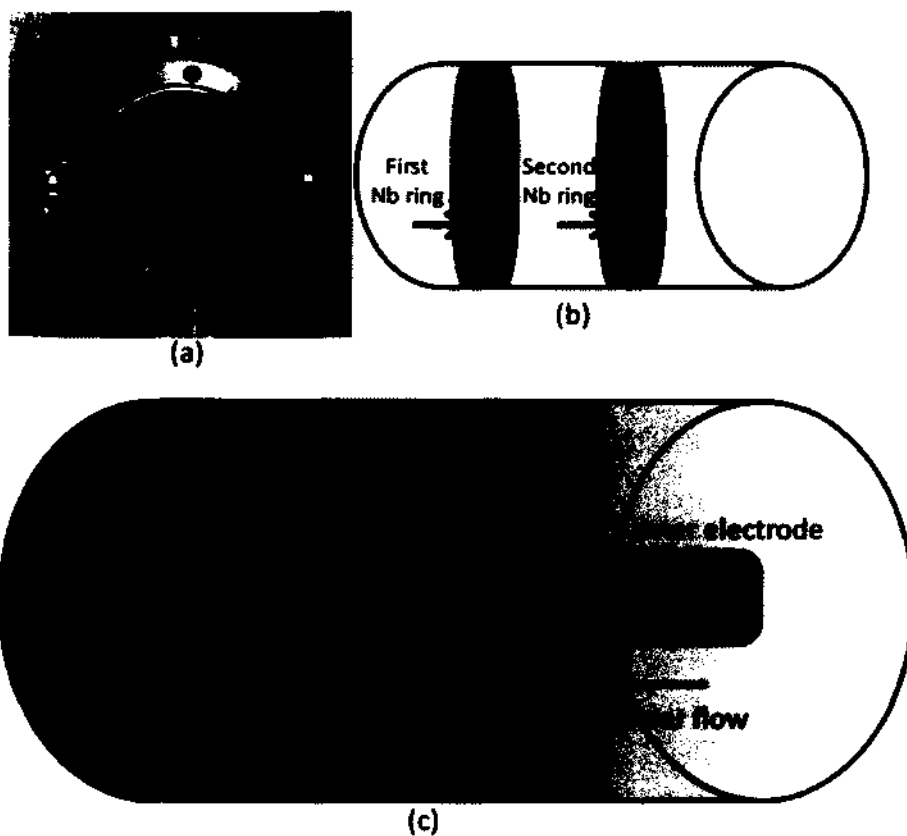 First
Nb ring
Second
Nb ring
(b)
(a)
electrode
flow
(c)